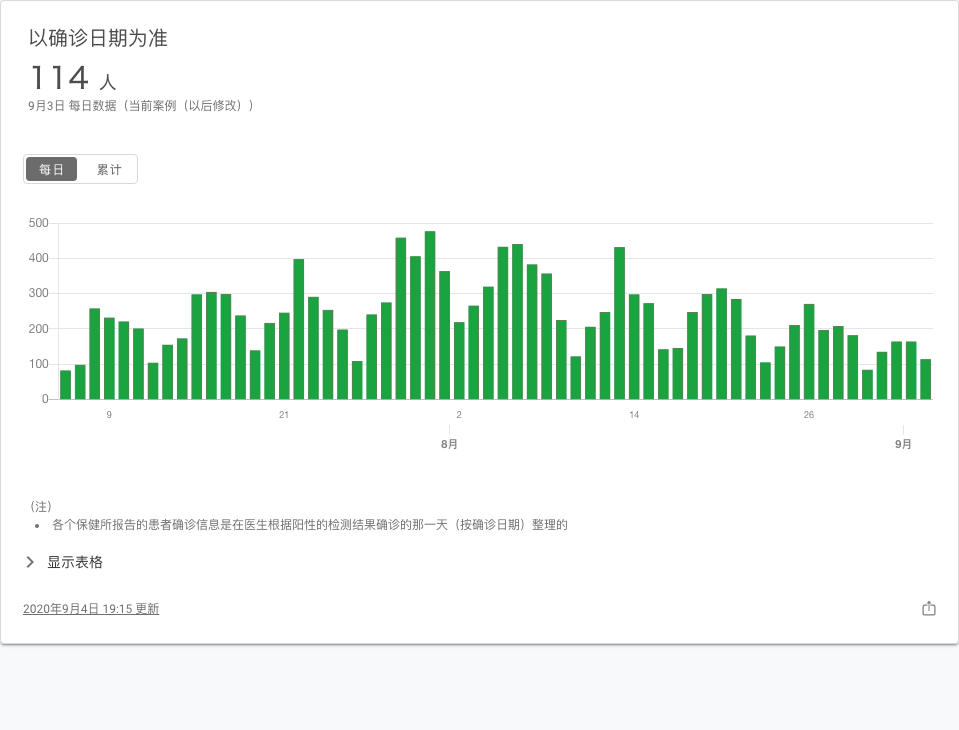 以确诊日期为准
114 人
9月3日 每日数据（当前案例（以后修改））
每日 累计
500
400
300
200
100
0
9 21 2 14 26
8月 9月
（注）
• 各个保健所报告的患者确诊信息是在医生根据阳性的检测结果确诊的那一天（按确诊日期）整理的
显示表格
2020年9月4日 19:15 更新